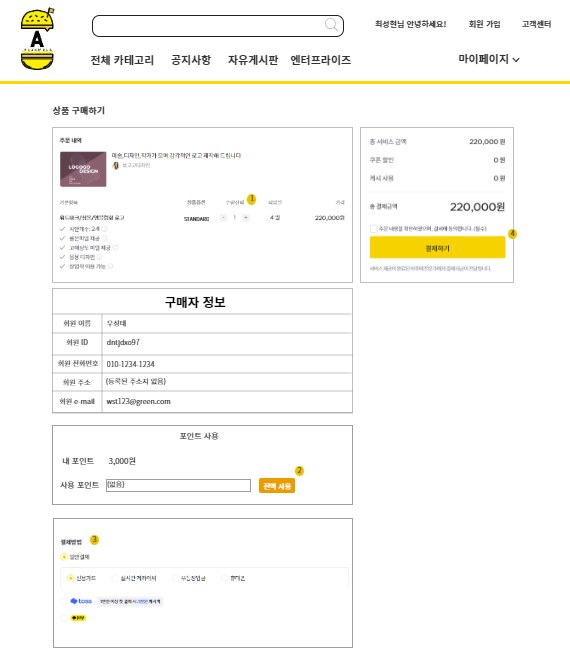 최성현님 안녕하세요!
회원 가입
고객센터
A
전체 카테고리
공지사항
자유게시판
엔터프라이즈
마이페이지
상품 구매하기
주문 내역
미술,디자인,작가가 모여 감각적인 로고 제작해 드립니다
로고고디자인
LOGOGO
DESIGN
기본항목
상품옵션
수량선택
1
작업일
가격
워드마크/심볼/엠블럼형 로고
STANDARD
-
1
+
4 일
220,000원
시안 개수: 2개
원본파일 제공
고해상도 파일 제공
응용 디자인
상업적 이용 가능
총 서비스 금액
220,000 원
쿠폰 할인
0 원
캐시 사용
0 원
총 결제금액
220,000원
주문 내용을 확인하였으며, 결제에 동의합니다. (필수)
4
결제하기
구매자 정보
회원 이름
우성태
회원 ID
dntjdxo97
회원 전화번호
010-1234-1234
회원 주소
(등록된 주소지 없음)
회원 e-mail
wst123@green.com
포인트 사용
내 포인트
3,000원
2
사용 포인트
(없음)
전액 사용
결제방법
3
일반결제
신용카드
실시간 계좌이체
무통장입금
휴대폰
toss
pay